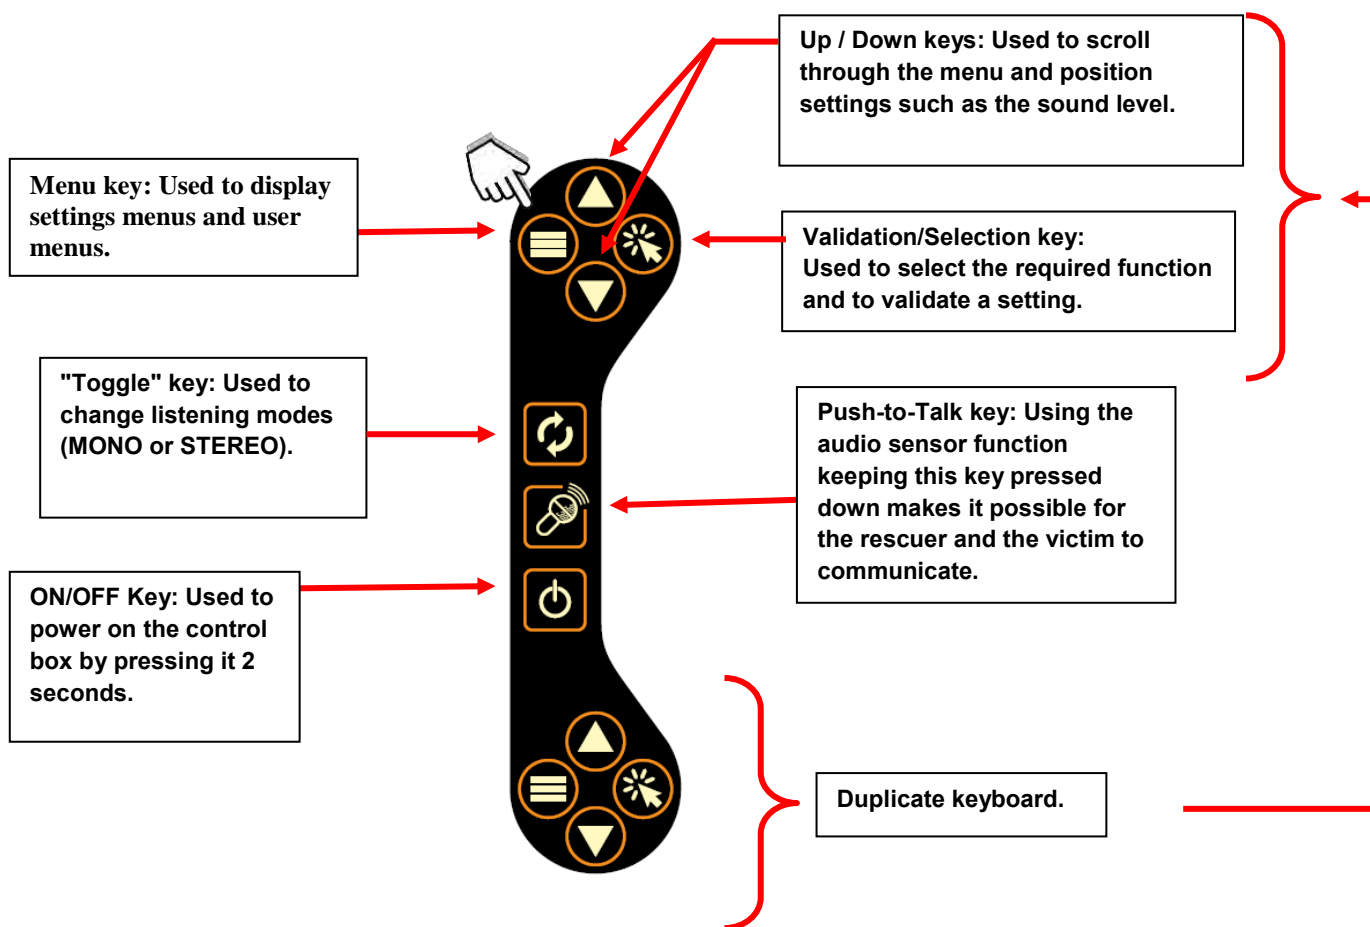 Up / Down keys: Used to scroll
through the menu and position
settings such as the sound level.
Menu key: Used to display
settings menus and user
menus.
Validation/Selection key:
Used to select the required function
and to validate a setting.
"Toggle" key: Used to
change listening modes
(MONO or STEREO).
Push-to-Talk key: Using the
audio sensor function
keeping this key pressed
down makes it possible for
the rescuer and the victim to
communicate.
ON/OFF Key: Used to
power on the control
box by pressing it 2
seconds.
Duplicate keyboard.